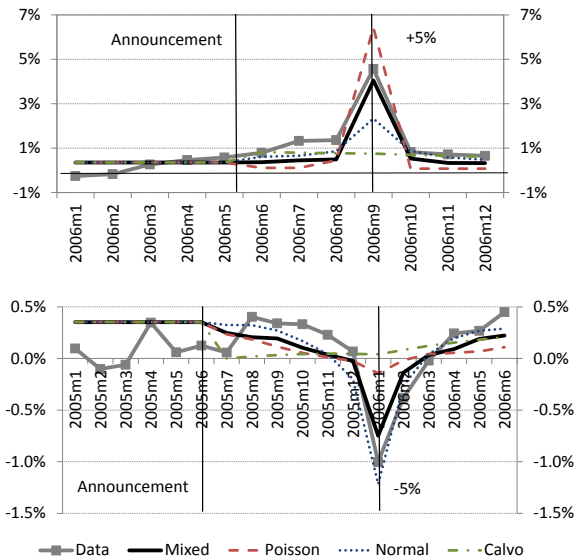 7% 7%
Announcement +5%
5% 5%
3% 3%
1% 1%
-1% -1%
2006m1 2006m2 2006m3 2006m4 2006m5 2006m6 2006m7 2006m8 2006m9 2006m10 2006m11 2006m12
0.5% 0.5%
0.0% 0.0%
2005m1 2005m2 2005m3 2005m4 2005m5 2005m6 2005m7 2005m8 2005m9 2005m10 2005m11 2006m1 2006m3 2006m4 2006m5 2006m6
-0.5% -0.5%
-1.0% -1.0%
Announcement -5%
-1.5% -1.5%
Data Mixed Poisson Normal Calvo